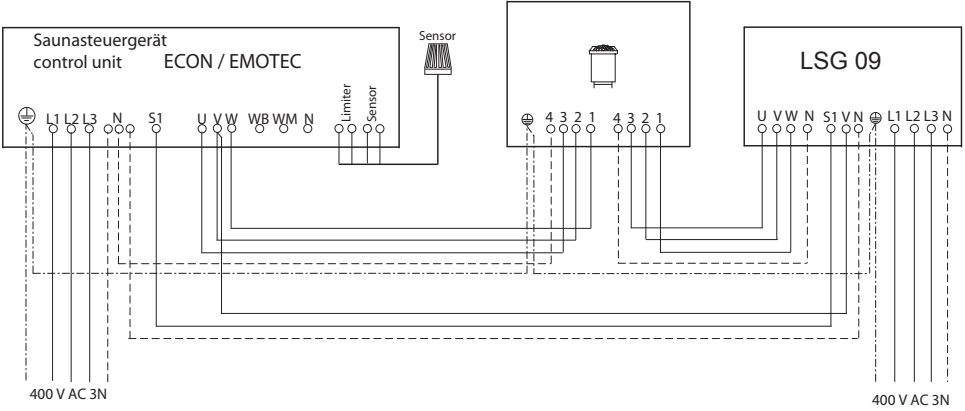 Saunasteuergerät
control unit ECON / EMOTEC
Sensor
LSG 09
Limiter
Sensor
L1 L2 L3 N S1 U V W WB WM N
4 3 2 1 4 3 2 1
U V W N S1 V N L1 L2 L3 N
400 V AC 3N
400 V AC 3N